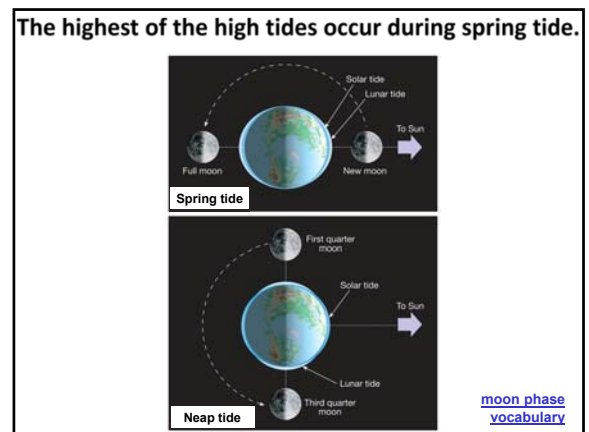 The highest of the high tides occur during spring tide.
Solar tide
Lunar tide
To Sun
Full moon
New moon
Spring tide
First quarter
moon
Solar tide
To Sun
Lunar tide
Third quarter
moon
Neap tide
moon phase
vocabulary